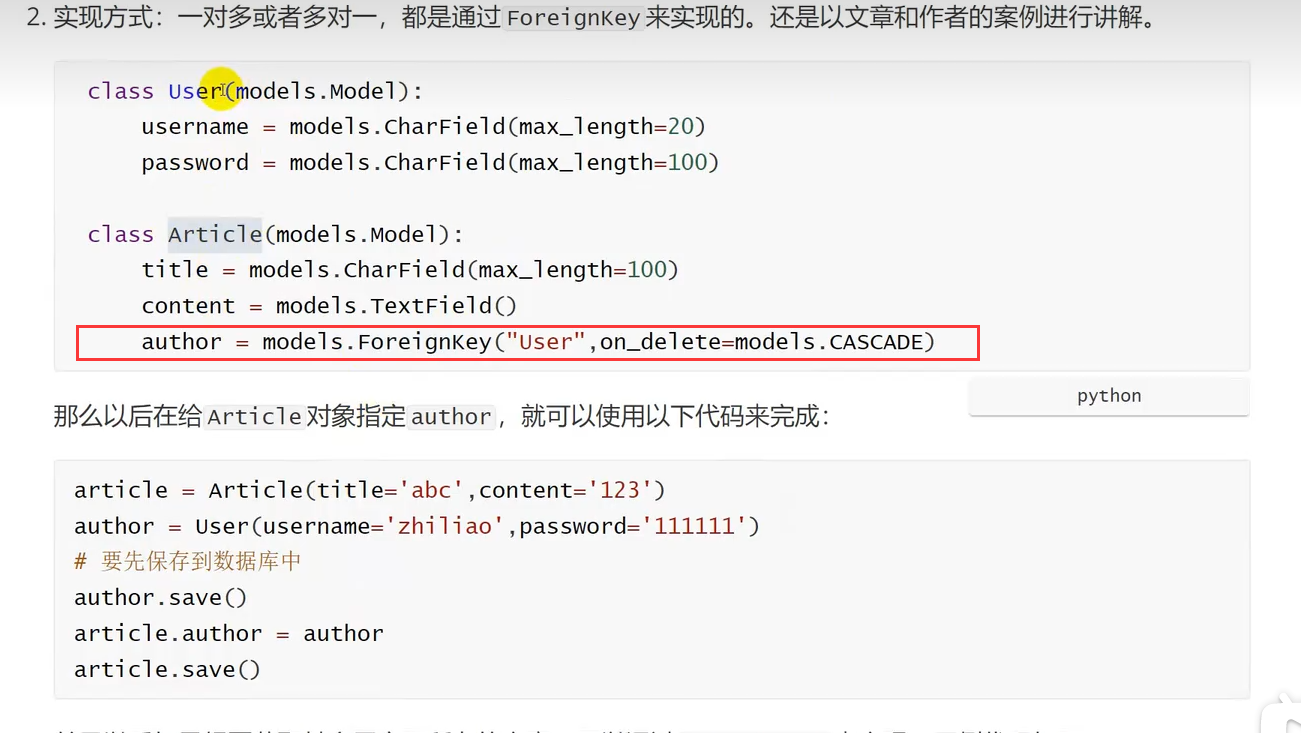 2. 实现方式：一对多或者多对一，都是通过ForeignKey来实现的。还是以文章和作者的案例进行讲解。
class User(models.Model):
username = models.CharField(max_length=20)
password = models.CharField(max_length=100)
class Article(models.Model):
title = models.CharField(max_length=100)
content = models.TextField()
author = models.ForeignKey("User",on_delete=models.CASCADE)
python
那么以后在给Article对象指定author，就可以使用以下代码来完成：
article = Article(title='abc',content='123')
author = User(username='zhiliao',password='111111')
# 要先保存到数据库中
author.save()
article.author = author
article.save()